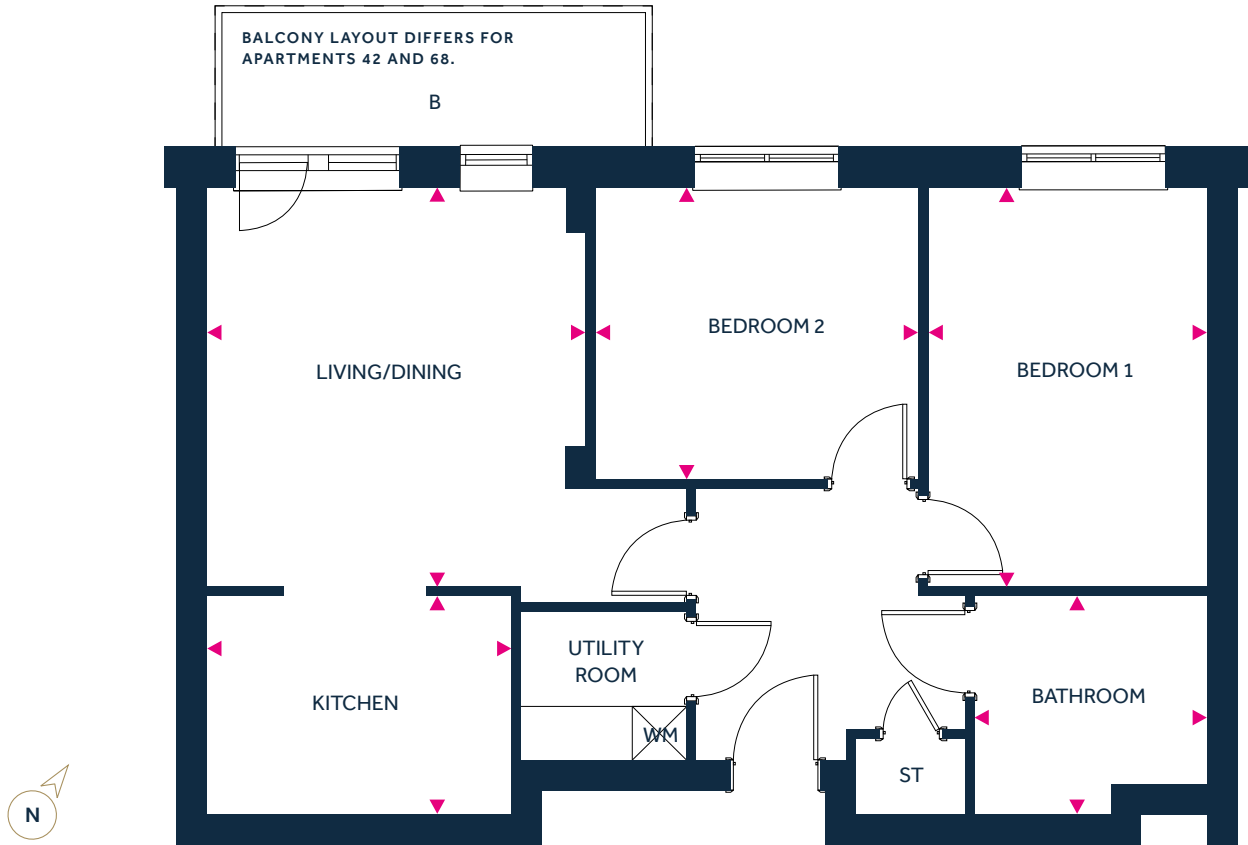 BALCONY LAYOUT DIFFERS FOR
APARTMENTS 42 AND 68.
B
BEDROOM 2
LIVING/DINING
BEDROOM 1
UTILITY
ROOM
KITCHEN
BATHROOM
WM
ST
N